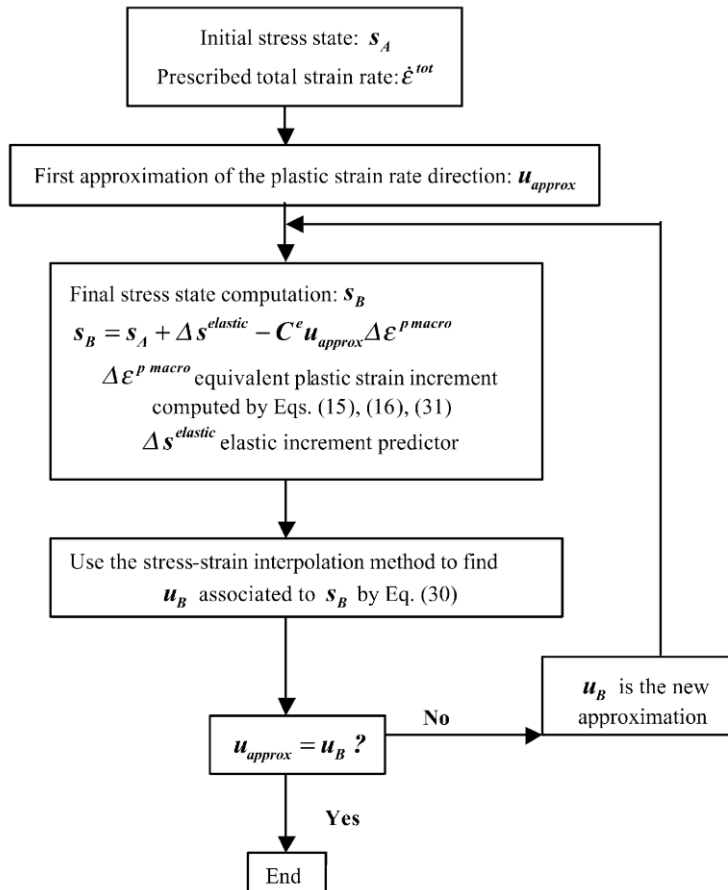 Initial stress state: s_A
Prescribed total strain rate: ε̇^tot
First approximation of the plastic strain rate direction: u_approx
Final stress state computation: s_B
s_B = s_A + Δs^elastic − C^e u_approx Δε^p macro
Δε^p macro equivalent plastic strain increment
computed by Eqs. (15), (16), (31)
Δs^elastic elastic increment predictor
Use the stress-strain interpolation method to find
u_B associated to s_B by Eq. (30)
u_B is the new
approximation
No
u_approx = u_B ?
Yes
End